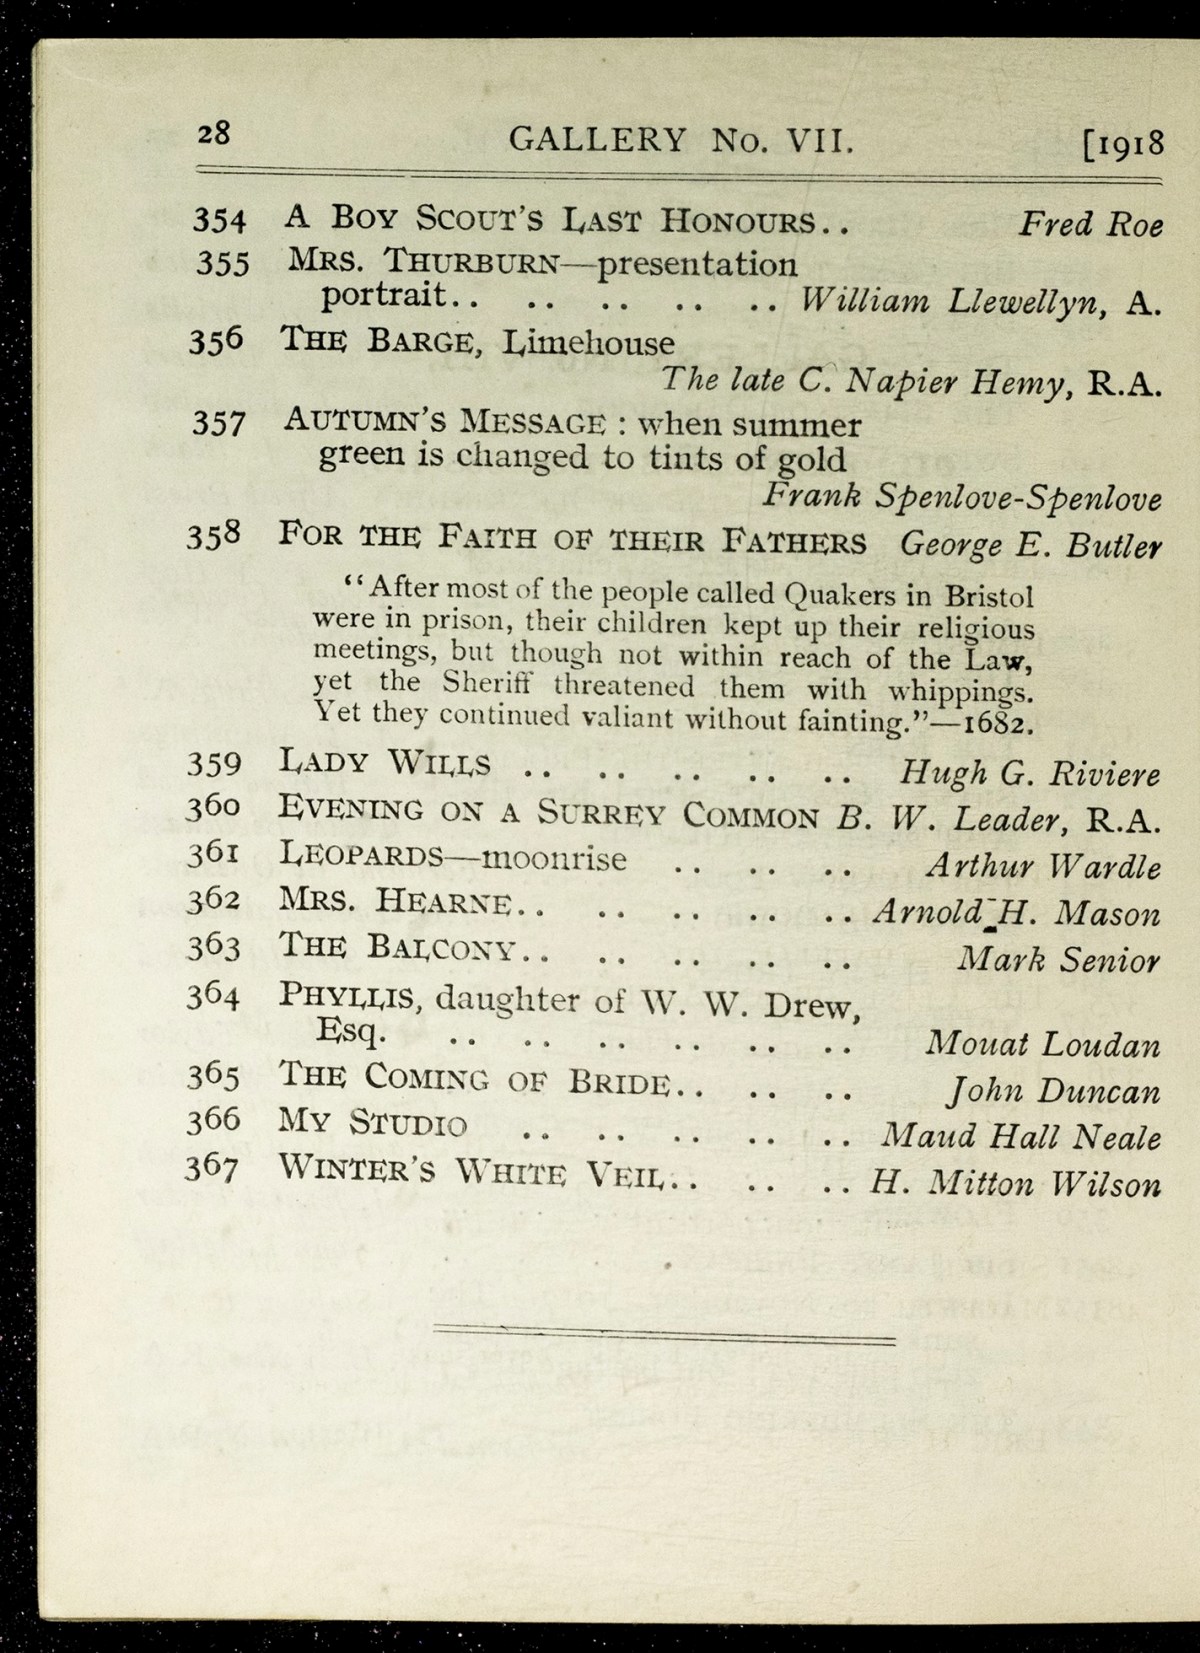 28 GALLERY No. VII. [1918
354 A BOY SCOUT'S LAST HONOURS.. Fred Roe
355 MRS. THURBURN—presentation
portrait.. .. .. .. .. William Llewellyn, A.
356 THE BARGE, Limehouse
The late C. Napier Hemy, R.A.
357 AUTUMN'S MESSAGE : when summer
green is changed to tints of gold
Frank Spenlove-Spenlove
358 FOR THE FAITH OF THEIR FATHERS George E. Butler
"After most of the people called Quakers in Bristol
were in prison, their children kept up their religious
meetings, but though not within reach of the Law,
yet the Sheriff threatened them with whippings.
Yet they continued valiant without fainting."—1682.
359 LADY WILLS .. .. .. .. .. Hugh G. Riviere
360 EVENING ON A SURREY COMMON B. W. Leader, R.A.
361 LEOPARDS—moonrise .. .. .. Arthur Wardle
362 MRS. HEARNE.. .. .. .. .. Arnold H. Mason
363 THE BALCONY.. .. .. .. .. Mark Senior
364 PHYLLIS, daughter of W. W. Drew,
Esq. .. .. .. .. .. .. Mouat Loudan
365 THE COMING OF BRIDE.. .. .. John Duncan
366 MY STUDIO .. .. .. .. .. Maud Hall Neale
367 WINTER'S WHITE VEIL.. .. .. H. Mitton Wilson